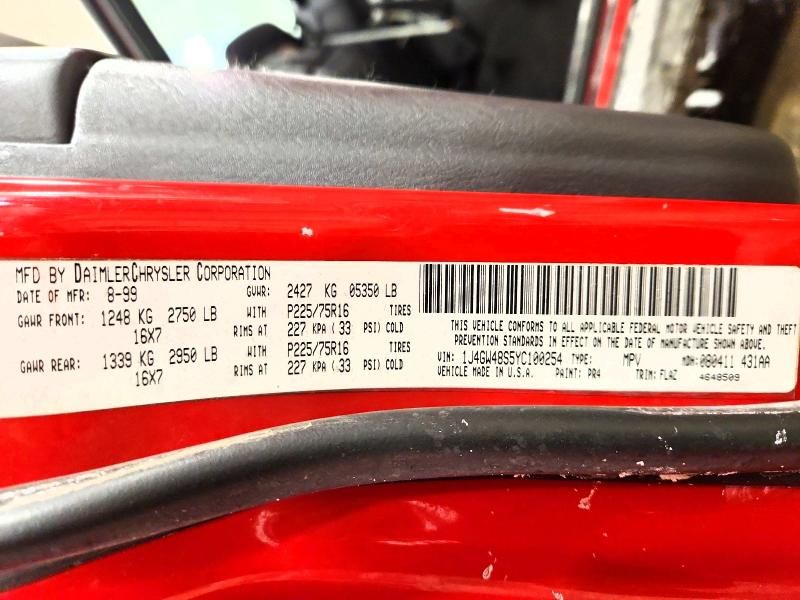 MFD BY DAIMLERCHRYSLER CORPORATION
DATE OF MFR: 8-99 GVWR: 2427 KG 05350 LB
GAWR FRONT: 1248 KG 2750 LB WITH P225/75R16 TIRES
16X7 RIMS AT 227 KPA ( 33 PSI) COLD
GAWR REAR: 1339 KG 2950 LB WITH P225/75R16 TIRES
16X7 RIMS AT 227 KPA ( 33 PSI) COLD
THIS VEHICLE CONFORMS TO ALL APPLICABLE FEDERAL MOTOR VEHICLE SAFETY AND THEFT
PREVENTION STANDARDS IN EFFECT ON THE DATE OF MANUFACTURE SHOWN ABOVE.
VIN: 1J4GW48S5YC100254 TYPE: MPV MDH: 080411 431AA
VEHICLE MADE IN U.S.A. PAINT: PR4 TRIM: FLAZ 4648509